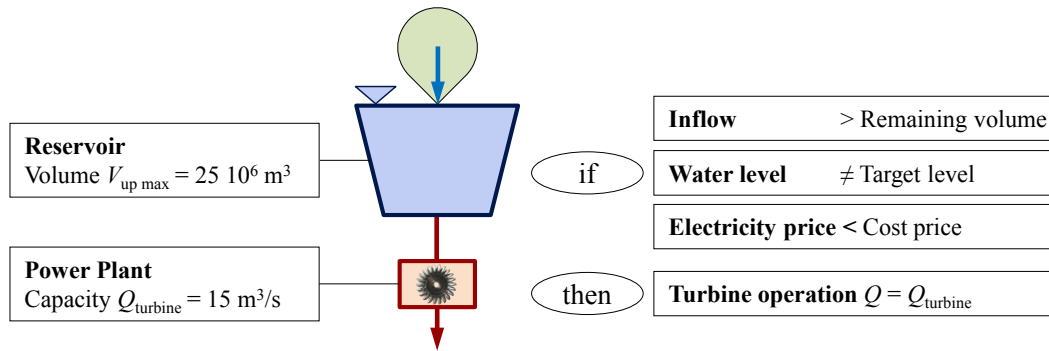 Reservoir
Volume V_up max = 25 10⁶ m³
Power Plant
Capacity Q_turbine = 15 m³/s
if
then
Inflow > Remaining volume
Water level ≠ Target level
Electricity price < Cost price
Turbine operation Q = Q_turbine